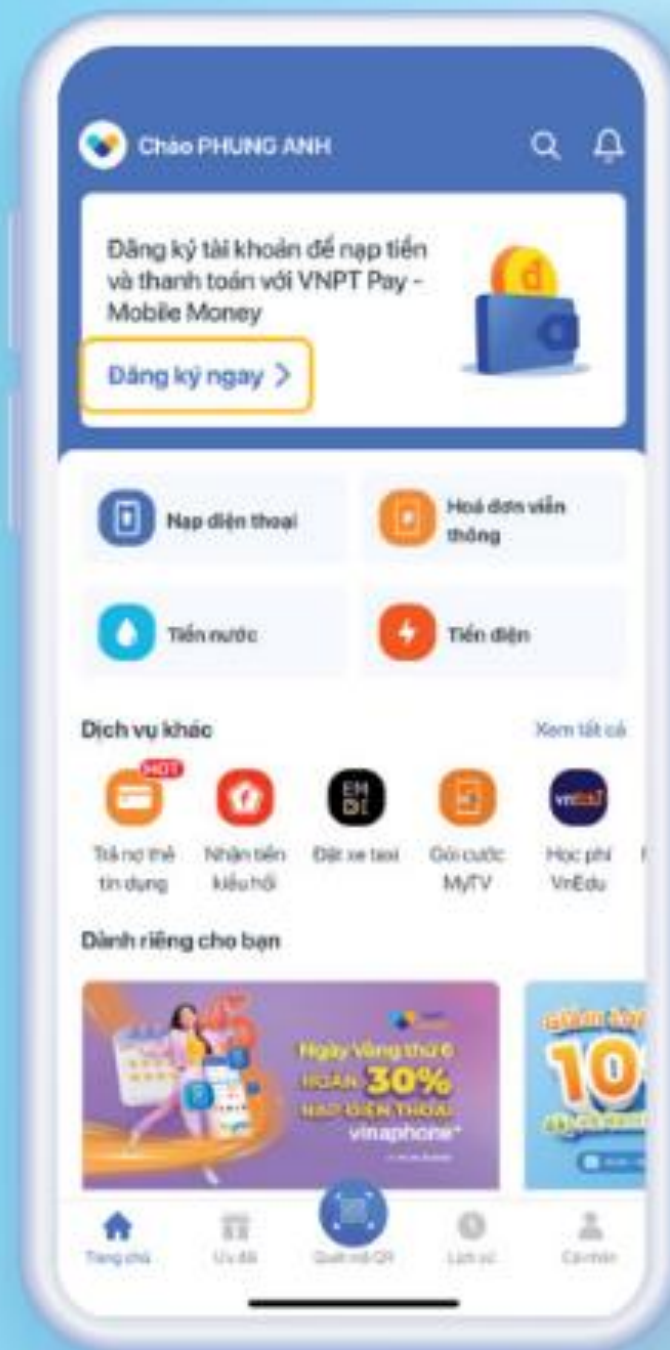 Chào PHUNG ANH
Đăng ký tài khoản để nạp tiền
và thanh toán với VNPT Pay -
Mobile Money
Đăng ký ngay >
Nạp điện thoại
Hoá đơn viễn
thông
Tiền nước
Tiền điện
Dịch vụ khác
Xem tất cả
HOT
EM
DI
vnEdu
Trả nợ thẻ
tín dụng
Nhận tiền
kiều hối
Đặt xe taxi
Gói cước
MyTV
Học phí
VnEdu
Dành riêng cho bạn
Ngày Vàng thứ 6
HOÀN 30%
NẠP ĐIỆN THOẠI
vinaphone*
10
Trang chủ
Ưu đãi
Quét mã QR
Lịch sử
Cá nhân